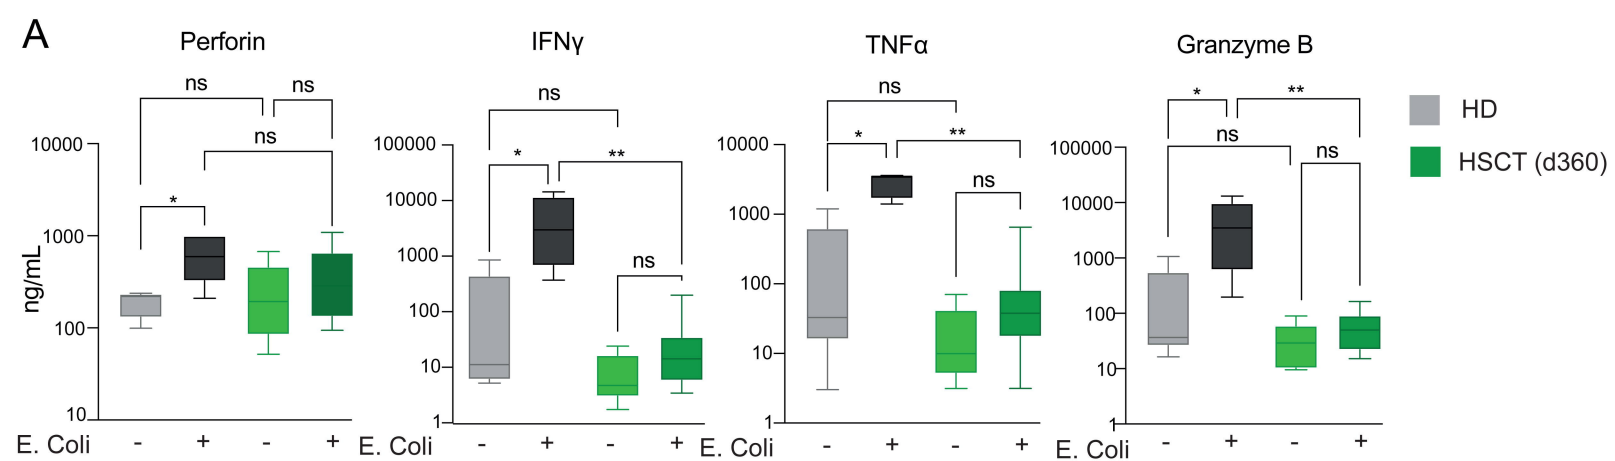 A
Perforin
IFNγ
TNFα
Granzyme B
ns
ns
ns
*
ns
*
**
ns
ns
*
**
ns
*
**
ns
ns
HD
HSCT (d360)
ng/mL
10000
1000
100
10
100000
10000
1000
100
10
1
10000
1000
100
10
1
100000
10000
1000
100
10
1
E. Coli - + - +
E. Coli - + - +
E. Coli - + - +
E. Coli - + - +